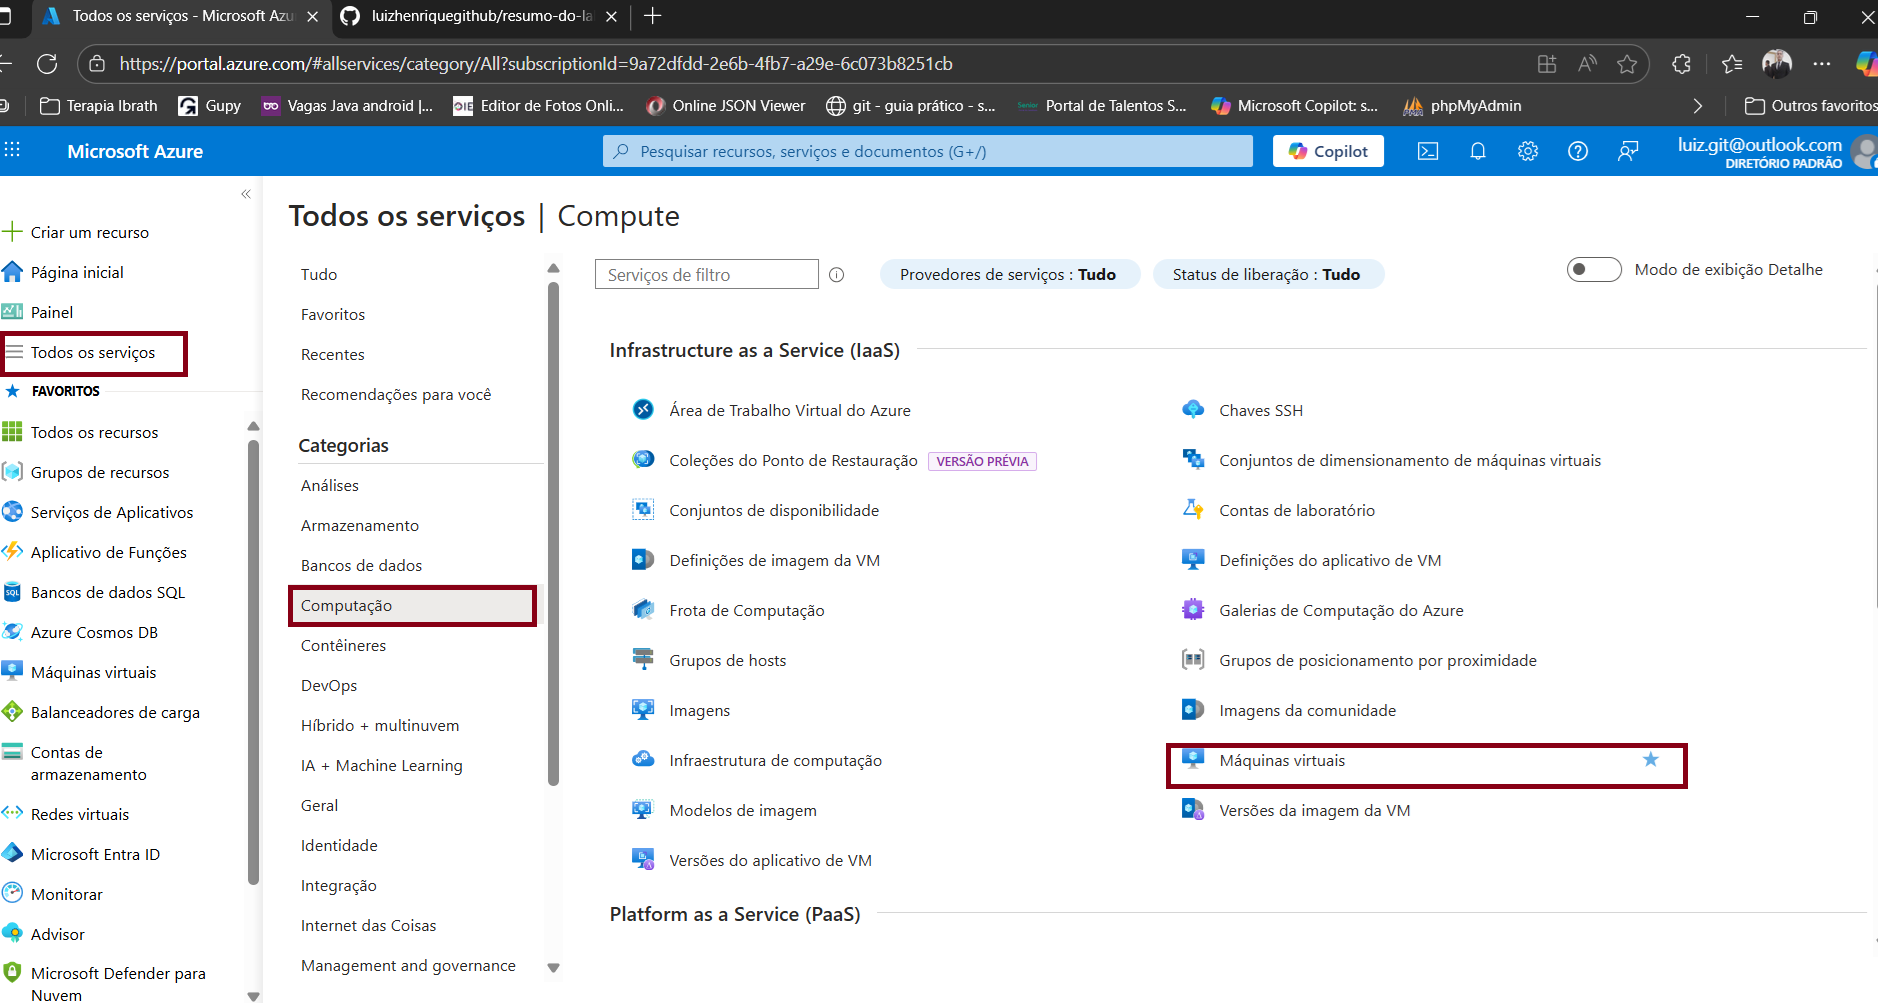 Todos os serviços - Microsoft Azu
luizhenriquegithub/resumo-do-la
https://portal.azure.com/#allservices/category/All?subscriptionId=9a72dfdd-2e6b-4fb7-a29e-6c073b8251cb
Terapia Ibrath
Gupy
Vagas Java android |...
Editor de Fotos Onli...
Online JSON Viewer
git - guia prático - s...
Portal de Talentos S...
Microsoft Copilot: s...
phpMyAdmin
Outros favoritos
Microsoft Azure
Pesquisar recursos, serviços e documentos (G+/)
Copilot
luiz.git@outlook.com
DIRETÓRIO PADRÃO
Criar um recurso
Página inicial
Painel
Todos os serviços
FAVORITOS
Todos os recursos
Grupos de recursos
Serviços de Aplicativos
Aplicativo de Funções
Bancos de dados SQL
Azure Cosmos DB
Máquinas virtuais
Balanceadores de carga
Contas de
armazenamento
Redes virtuais
Microsoft Entra ID
Monitorar
Advisor
Microsoft Defender para
Nuvem
Todos os serviços | Compute
Tudo
Favoritos
Recentes
Recomendações para você
Categorias
Análises
Armazenamento
Bancos de dados
Computação
Contêineres
DevOps
Híbrido + multinuvem
IA + Machine Learning
Geral
Identidade
Integração
Internet das Coisas
Management and governance
Serviços de filtro
Provedores de serviços : Tudo
Status de liberação : Tudo
Modo de exibição Detalhe
Infrastructure as a Service (IaaS)
Área de Trabalho Virtual do Azure
Chaves SSH
Coleções do Ponto de Restauração VERSÃO PRÉVIA
Conjuntos de dimensionamento de máquinas virtuais
Conjuntos de disponibilidade
Contas de laboratório
Definições de imagem da VM
Definições do aplicativo de VM
Frota de Computação
Galerias de Computação do Azure
Grupos de hosts
Grupos de posicionamento por proximidade
Imagens
Imagens da comunidade
Infraestrutura de computação
Máquinas virtuais
Modelos de imagem
Versões da imagem da VM
Versões do aplicativo de VM
Platform as a Service (PaaS)